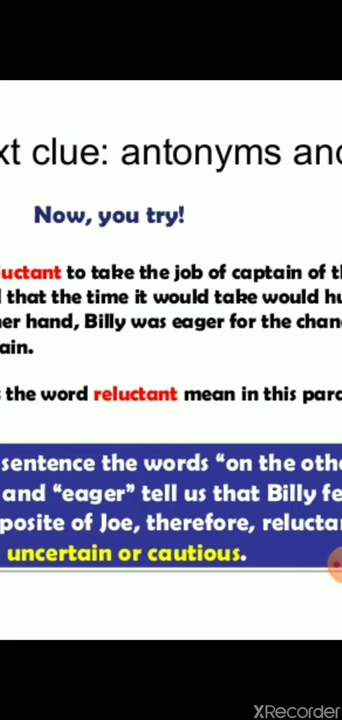 xt clue: antonyms and
Now, you try!
luctant to take the job of captain of th
d that the time it would take would hu
her hand, Billy was eager for the chan
ain.
s the word reluctant mean in this para
sentence the words “on the othe
and “eager” tell us that Billy fe
posite of Joe, therefore, reluctan
uncertain or cautious.
XRecorder